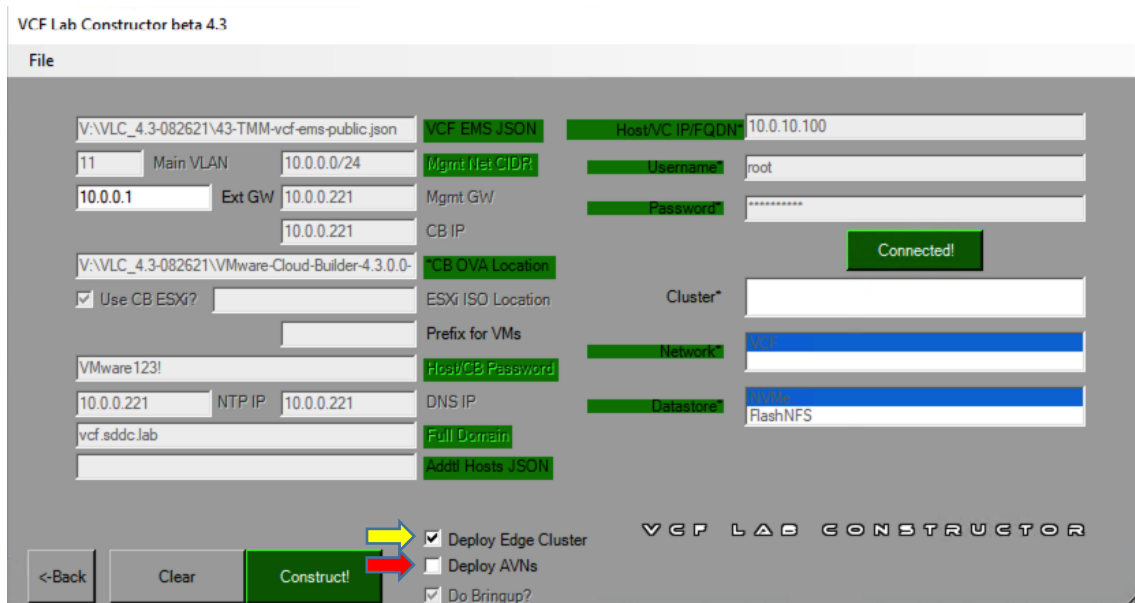 VCF Lab Constructor beta 4.3
File
V:\VLC_4.3-082621\43-TMM-vcf-ems-public.json VCF EMS JSON
11 Main VLAN 10.0.0.0/24 Mgmt Net CIDR
10.0.0.1 Ext GW 10.0.0.221 Mgmt GW
10.0.0.221 CB IP
V:\VLC_4.3-082621\VMware-Cloud-Builder-4.3.0.0- *CB OVA Location
Use CB ESXi? ESXi ISO Location
Prefix for VMs
VMware123! Host/CB Password
10.0.0.221 NTP IP 10.0.0.221 DNS IP
vcf.sddc.lab Full Domain
Addtl Hosts JSON
Host/VC IP/FQDN* 10.0.10.100
Username* root
Password* **********
Connected!
Cluster*
Network* VCF
Datastore* NVMe
FlashNFS
VCF LAB CONSTRUCTOR
Deploy Edge Cluster
Deploy AVNs
Do Bringup?
<-Back Clear Construct!